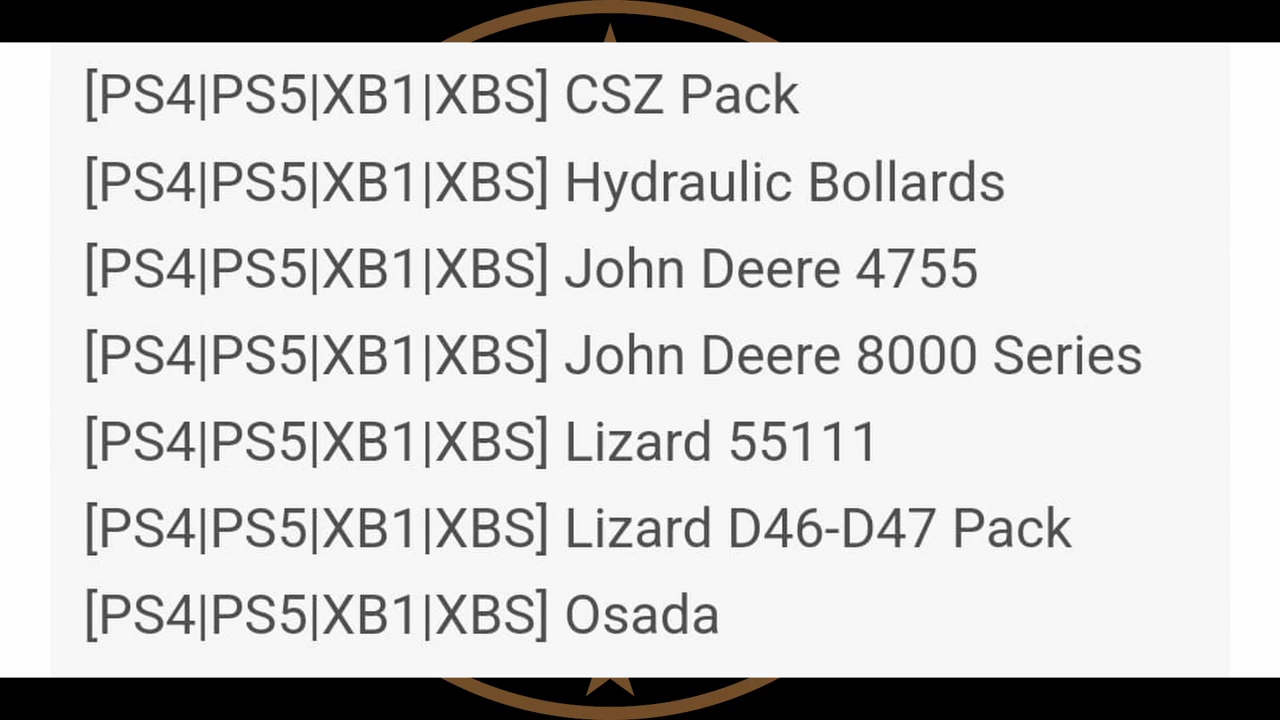 [PS4|PS5|XB1|XBS] CSZ Pack
[PS4|PS5|XB1|XBS] Hydraulic Bollards
[PS4|PS5|XB1|XBS] John Deere 4755
[PS4|PS5|XB1|XBS] John Deere 8000 Series
[PS4|PS5|XB1|XBS] Lizard 55111
[PS4|PS5|XB1|XBS] Lizard D46-D47 Pack
[PS4|PS5|XB1|XBS] Osada